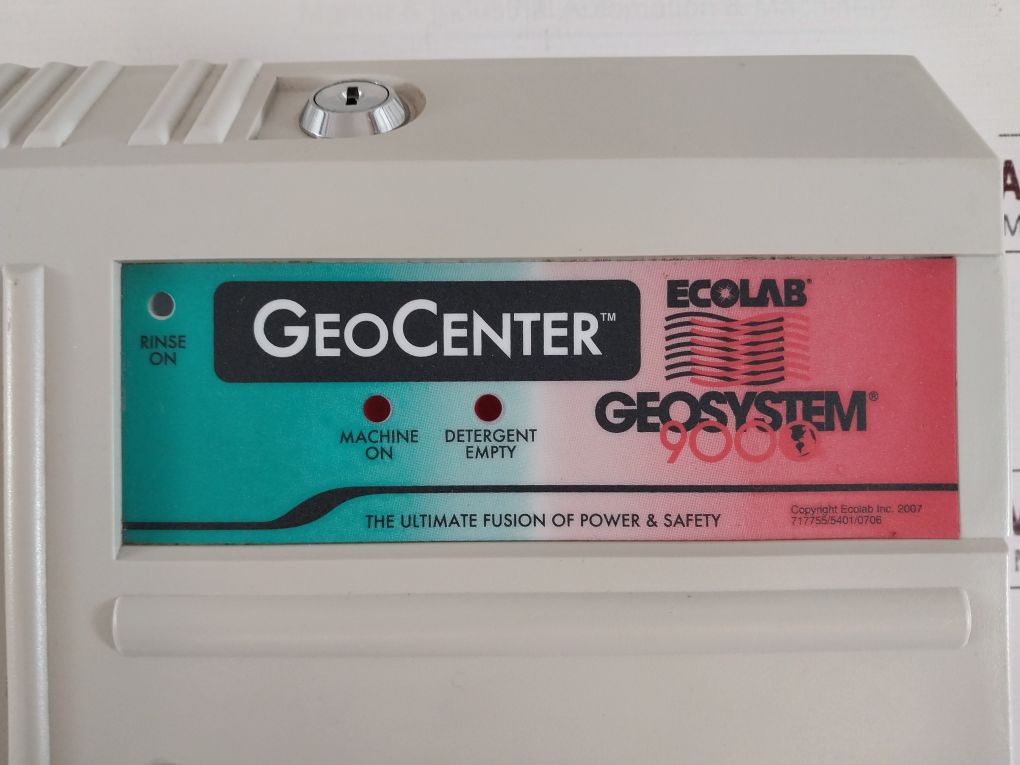 RINSE
ON
GEOCENTER™
ECOLAB®
MACHINE
ON
DETERGENT
EMPTY
GEOSYSTEM®
9000
THE ULTIMATE FUSION OF POWER & SAFETY
Copyright Ecolab Inc. 2007
717755/5401/0706